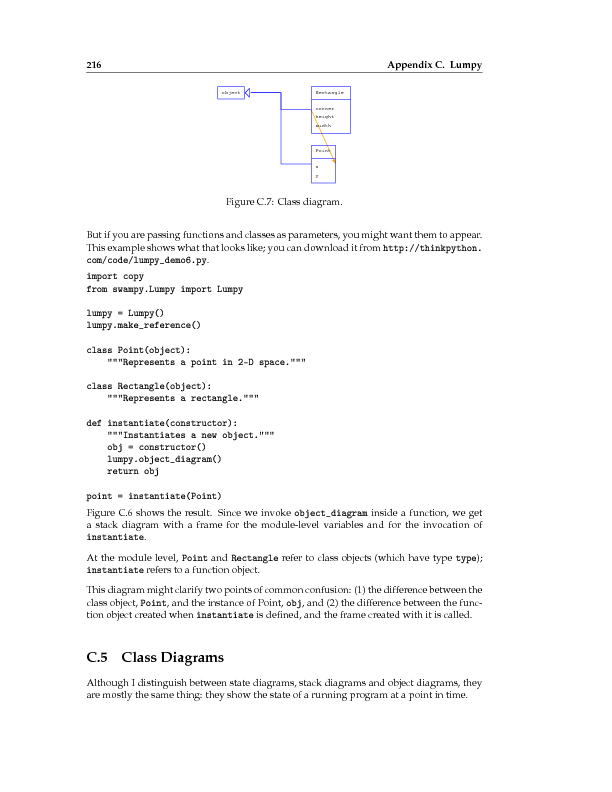 216
Appendix C. Lumpy
object
Rectangle
corner
height
width
Point
x
y
Figure C.7: Class diagram.
But if you are passing functions and classes as parameters, you might want them to appear.
This example shows what that looks like; you can download it from http://thinkpython.
com/code/lumpy_demo6.py.
import copy
from swampy.Lumpy import Lumpy
lumpy = Lumpy()
lumpy.make_reference()
class Point(object):
"""Represents a point in 2-D space."""
class Rectangle(object):
"""Represents a rectangle."""
def instantiate(constructor):
"""Instantiates a new object."""
obj = constructor()
lumpy.object_diagram()
return obj
point = instantiate(Point)
Figure C.6 shows the result. Since we invoke object_diagram inside a function, we get
a stack diagram with a frame for the module-level variables and for the invocation of
instantiate.
At the module level, Point and Rectangle refer to class objects (which have type type);
instantiate refers to a function object.
This diagram might clarify two points of common confusion: (1) the difference between the
class object, Point, and the instance of Point, obj, and (2) the difference between the func-
tion object created when instantiate is defined, and the frame created with it is called.
C.5 Class Diagrams
Although I distinguish between state diagrams, stack diagrams and object diagrams, they
are mostly the same thing: they show the state of a running program at a point in time.